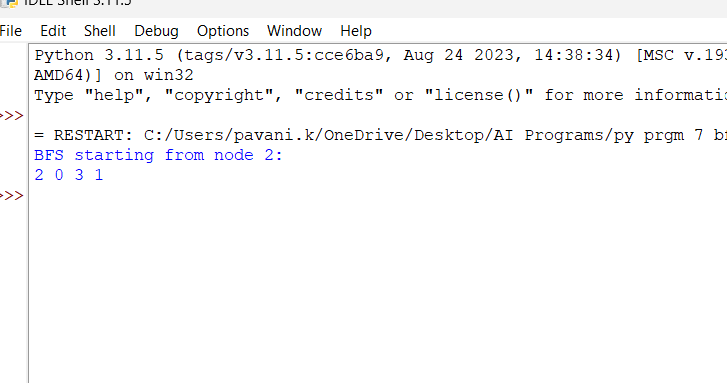 IDLE Shell 3.11.5
File Edit Shell Debug Options Window Help
Python 3.11.5 (tags/v3.11.5:cce6ba9, Aug 24 2023, 14:38:34) [MSC v.193
AMD64)] on win32
Type "help", "copyright", "credits" or "license()" for more informati
>>>
= RESTART: C:/Users/pavani.k/OneDrive/Desktop/AI Programs/py prgm 7 bf
BFS starting from node 2:
2 0 3 1
>>>